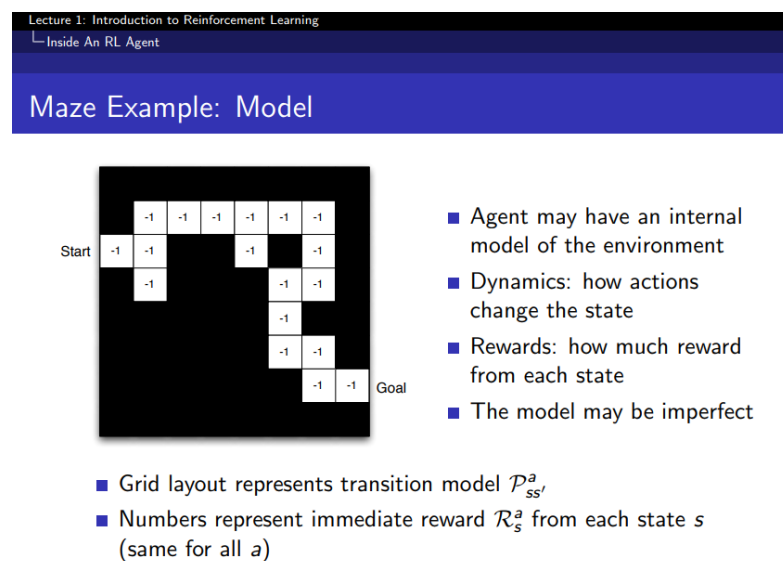 Lecture 1: Introduction to Reinforcement Learning
Inside An RL Agent
Maze Example: Model
-1 -1 -1 -1 -1 -1
Start -1 -1 -1 -1
-1 -1 -1
-1
-1 -1
-1 -1 Goal
Agent may have an internal
model of the environment
Dynamics: how actions
change the state
Rewards: how much reward
from each state
The model may be imperfect
Grid layout represents transition model 𝒫ᵃₛₛ′
Numbers represent immediate reward ℛᵃₛ from each state s
(same for all a)